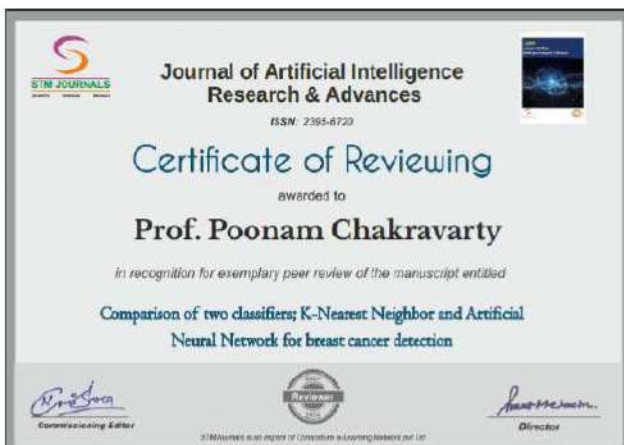 STM JOURNALS
Journal of Artificial Intelligence
Research & Advances
ISSN: 2395-6720
Certificate of Reviewing
awarded to
Prof. Poonam Chakravarty
in recognition for exemplary peer review of the manuscript entitled
Comparison of two classifiers; K-Nearest Neighbor and Artificial
Neural Network for breast cancer detection
Reviewer
Commissioning Editor
Director
STM Journals is an imprint of Consortium e-Learning Network pvt Ltd